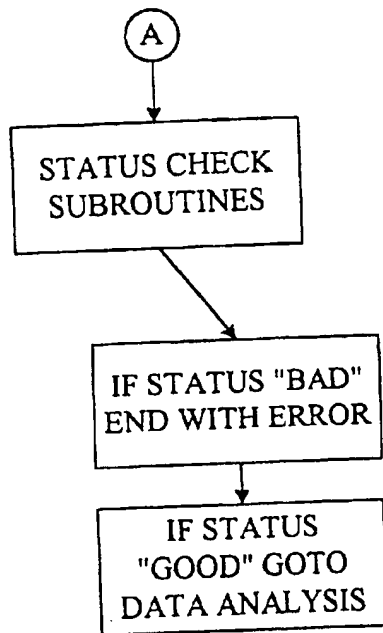 A
STATUS CHECK
SUBROUTINES
IF STATUS "BAD"
END WITH ERROR
IF STATUS
"GOOD" GOTO
DATA ANALYSIS